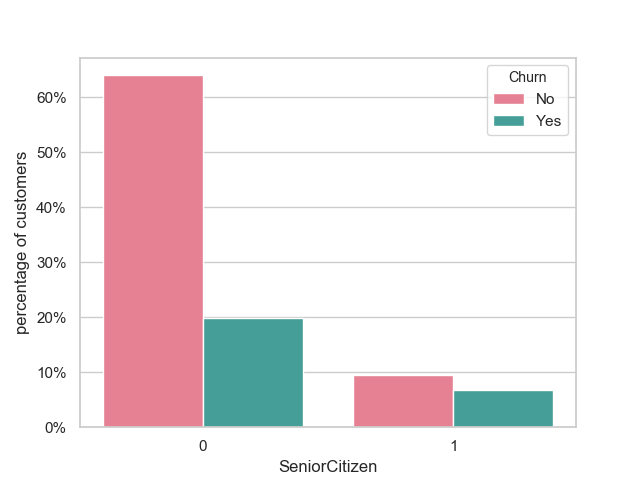 Churn
No
Yes
60%
50%
40%
30%
20%
10%
0%
percentage of customers
0
1
SeniorCitizen